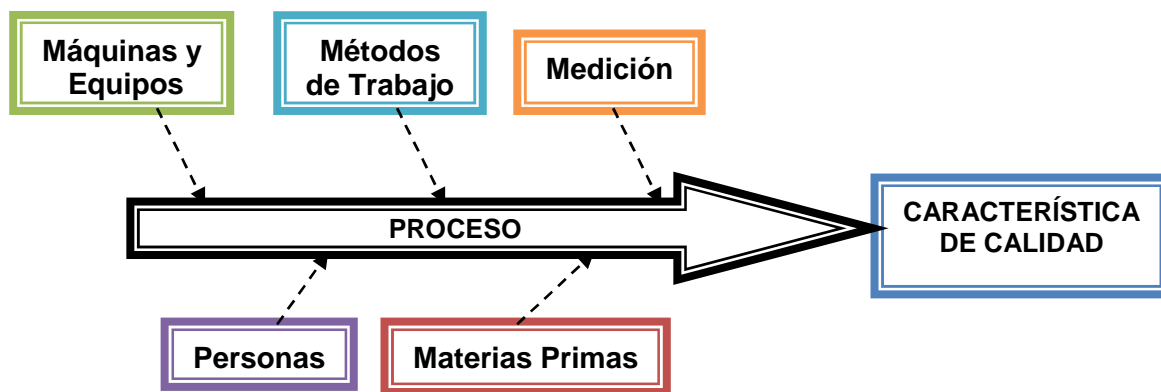 Máquinas y
Equipos
Métodos
de Trabajo
Medición
PROCESO
CARACTERÍSTICA
DE CALIDAD
Personas
Materias Primas